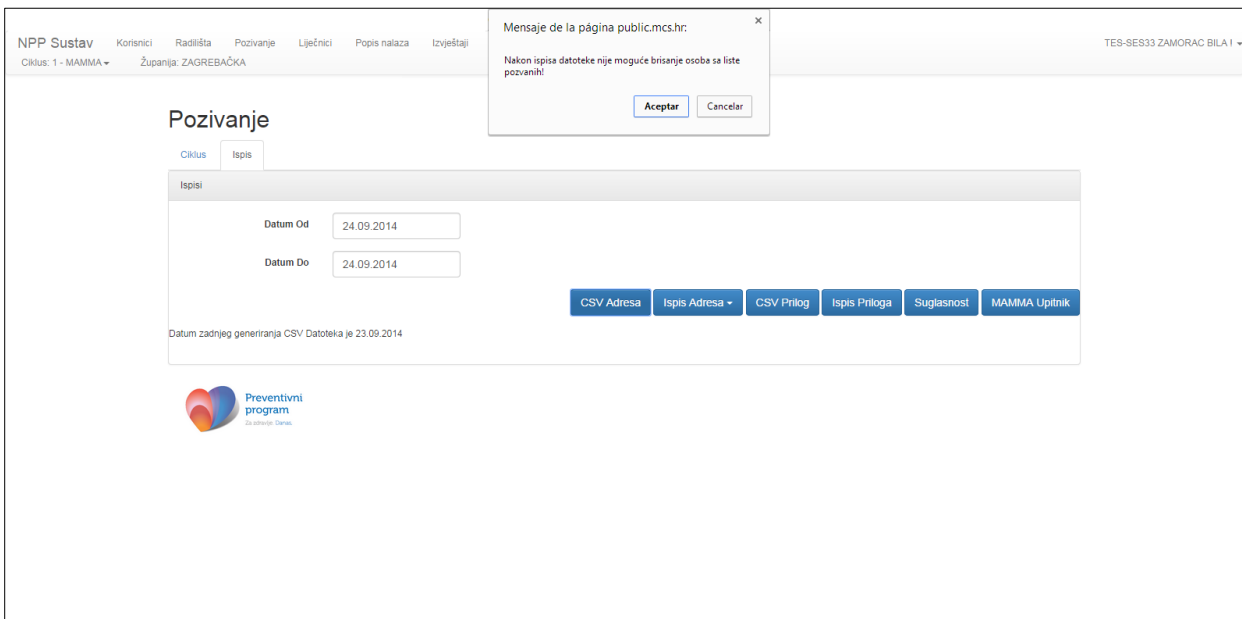 Mensaje de la página public.mcs.hr:
×
Nakon ispisa datoteke nije moguće brisanje osoba sa liste
pozvanih!
Aceptar Cancelar
NPP Sustav Korisnici Radilišta Pozivanje Liječnici Popis nalaza Izvještaji TES-SES33 ZAMORAC BILA I
Ciklus: 1 - MAMMA Županija: ZAGREBAČKA
Pozivanje
Ciklus Ispis
Ispisi
Datum Od 24.09.2014
Datum Do 24.09.2014
CSV Adresa Ispis Adresa CSV Prilog Ispis Priloga Suglasnost MAMMA Upitnik
Datum zadnjeg generiranja CSV Datoteka je 23.09.2014
Preventivni
program
Za zdravlje. Danas.